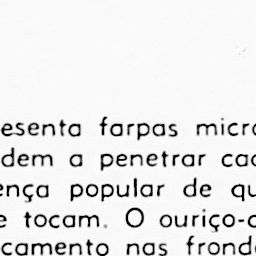 esenta farpas micro
dem a penetrar cad
ença popular de qu
e tocam. O ouriço-c
camento nas fronde